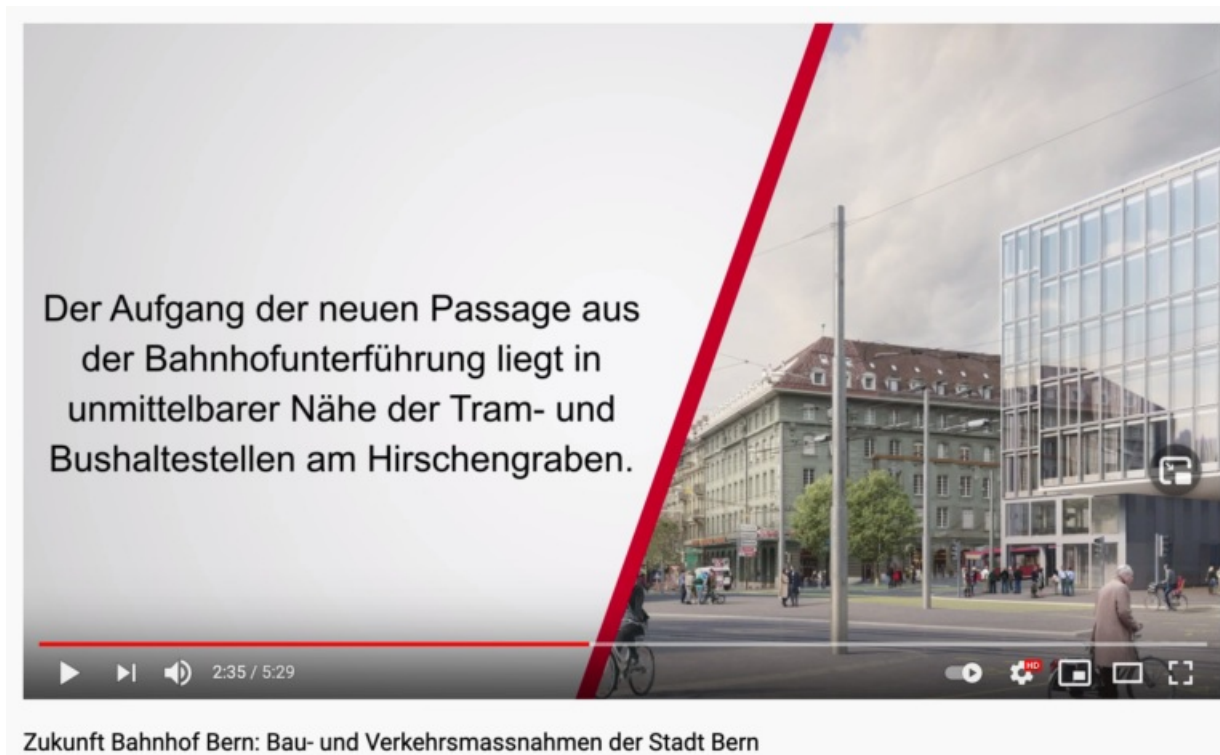 Der Aufgang der neuen Passage aus
der Bahnhofunterführung liegt in
unmittelbarer Nähe der Tram- und
Bushaltestellen am Hirschengraben.
2:35 / 5:29
HD
Zukunft Bahnhof Bern: Bau- und Verkehrsmassnahmen der Stadt Bern